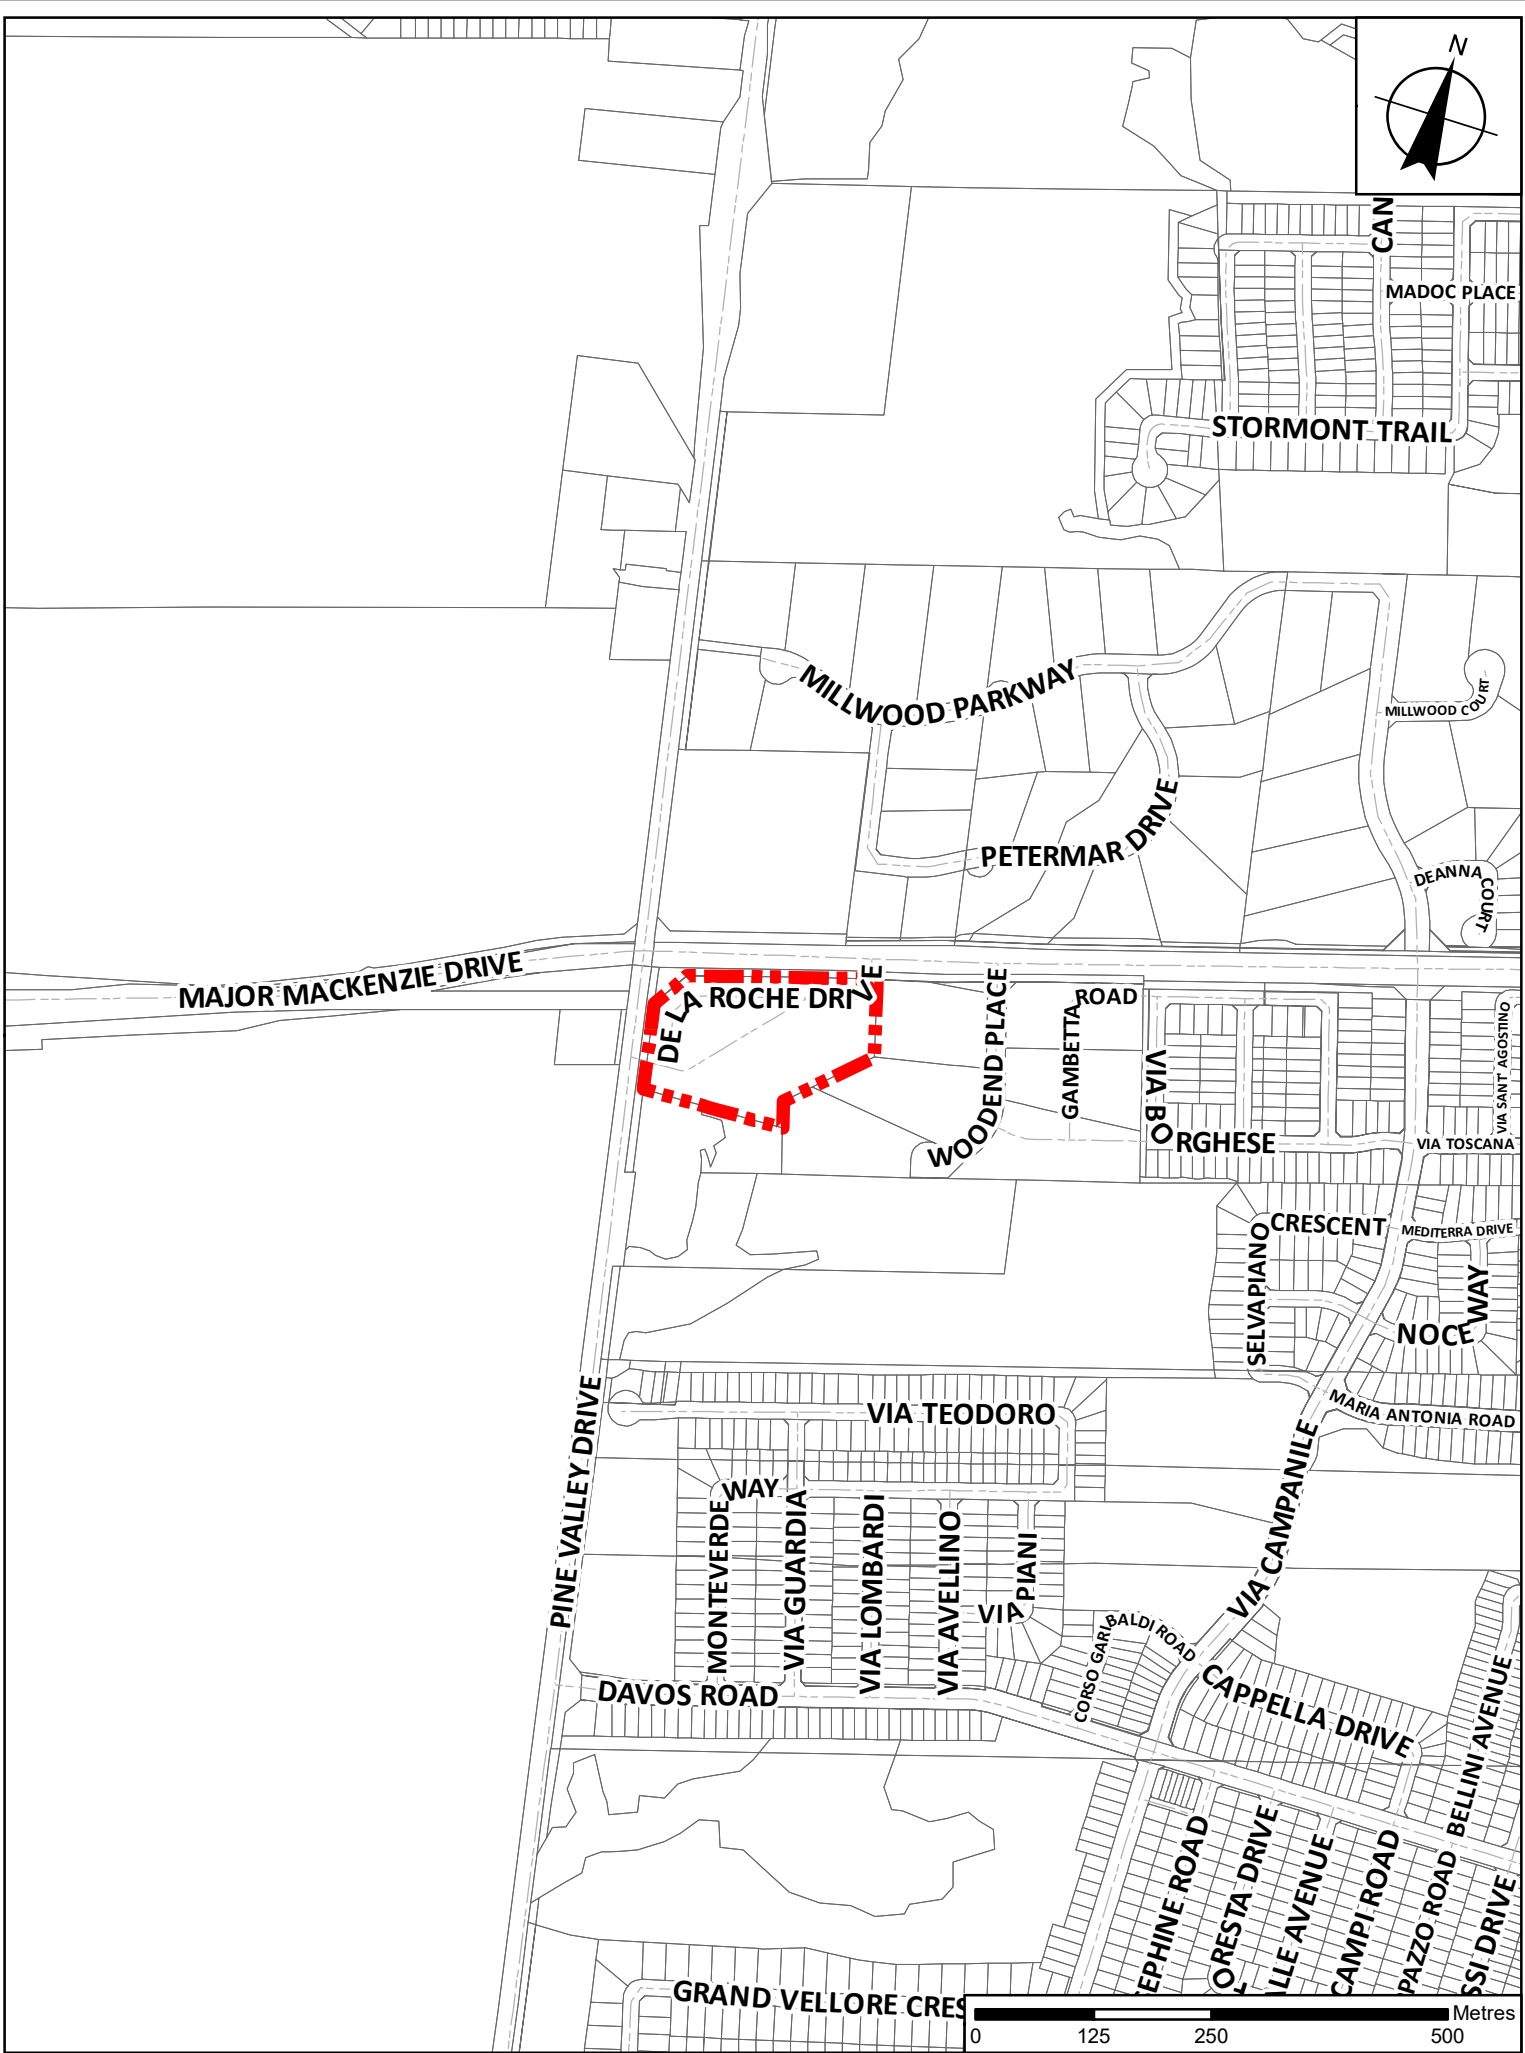 N
CAN
MADOC PLACE
STORMONT TRAIL
MILLWOOD PARKWAY
MILLWOOD COURT
PETERMAR DRIVE
DEANNA COURT
MAJOR MACKENZIE DRIVE
DE LA ROCHE DRIVE
WOODEND PLACE
GAMBETTA ROAD
VIA BORGHESE
VIA SANT' AGOSTINO
VIA TOSCANA
SELVAPIANO CRESCENT
MEDITERRA DRIVE
NOCE WAY
MARIA ANTONIA ROAD
PINE VALLEY DRIVE
VIA TEODORO
MONTEVERDE WAY
VIA GUARDIA
VIA LOMBARDI
VIA AVELLINO
VIA PIANI
VIA CAMPANILE
CORSO GARIBALDI ROAD
DAVOS ROAD
CAPPELLA DRIVE
BELLINI AVENUE
EPHINE ROAD
ORESTA DRIVE
ALLE AVENUE
CAMPI ROAD
PAZZO ROAD
SSI DRIVE
GRAND VELLORE CRES
Metres
0 125 250 500